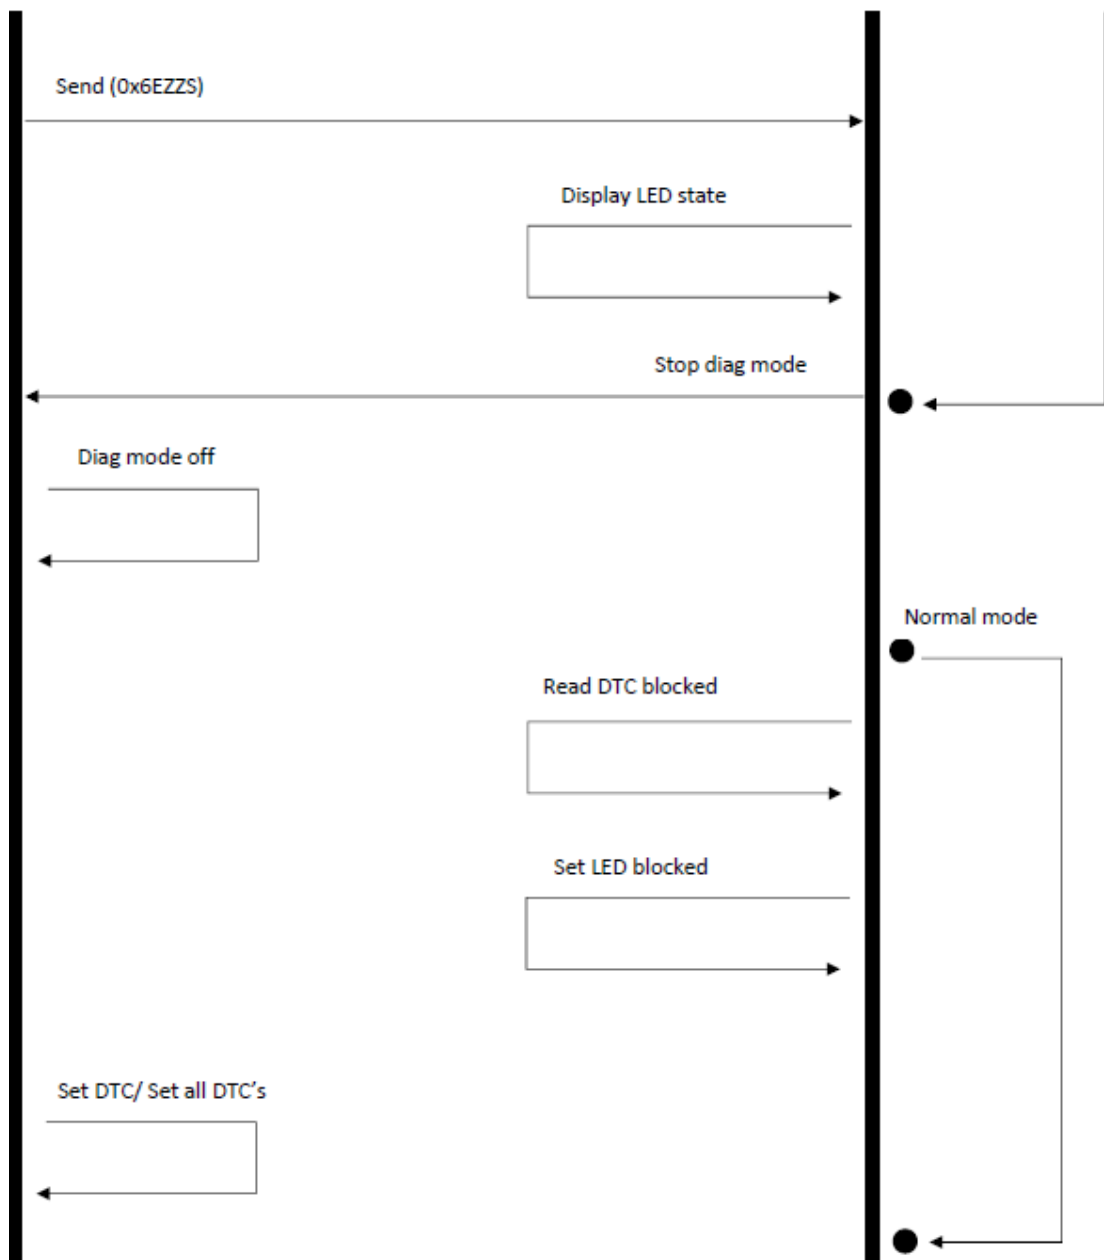 Send (0x6EZZS)
Display LED state
Stop diag mode
Diag mode off
Normal mode
Read DTC blocked
Set LED blocked
Set DTC/ Set all DTC’s